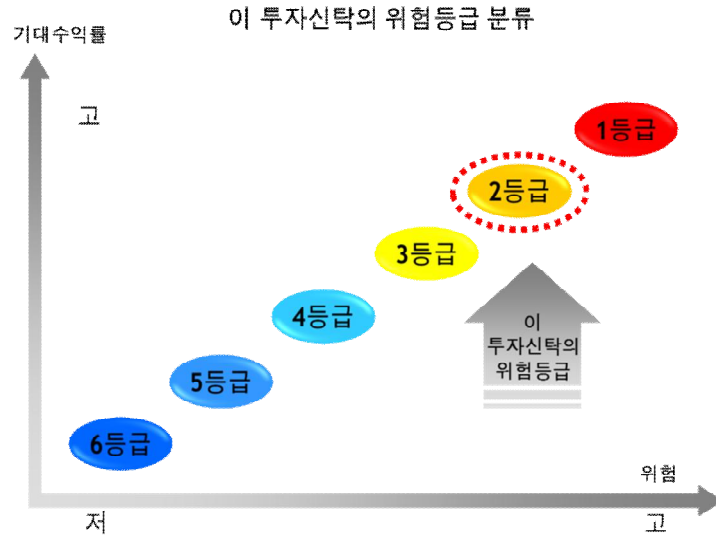 이 투자신탁의 위험등급 분류
기대수익률
고
1등급
2등급
3등급
4등급
5등급
6등급
이
투자신탁의
위험등급
위험
저
고